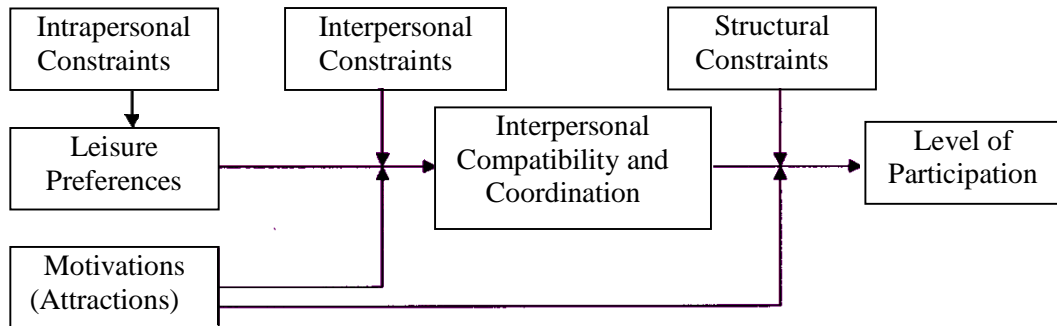 Intrapersonal
Constraints
Interpersonal
Constraints
Structural
Constraints
Leisure
Preferences
Interpersonal
Compatibility and
Coordination
Level of
Participation
Motivations
(Attractions)